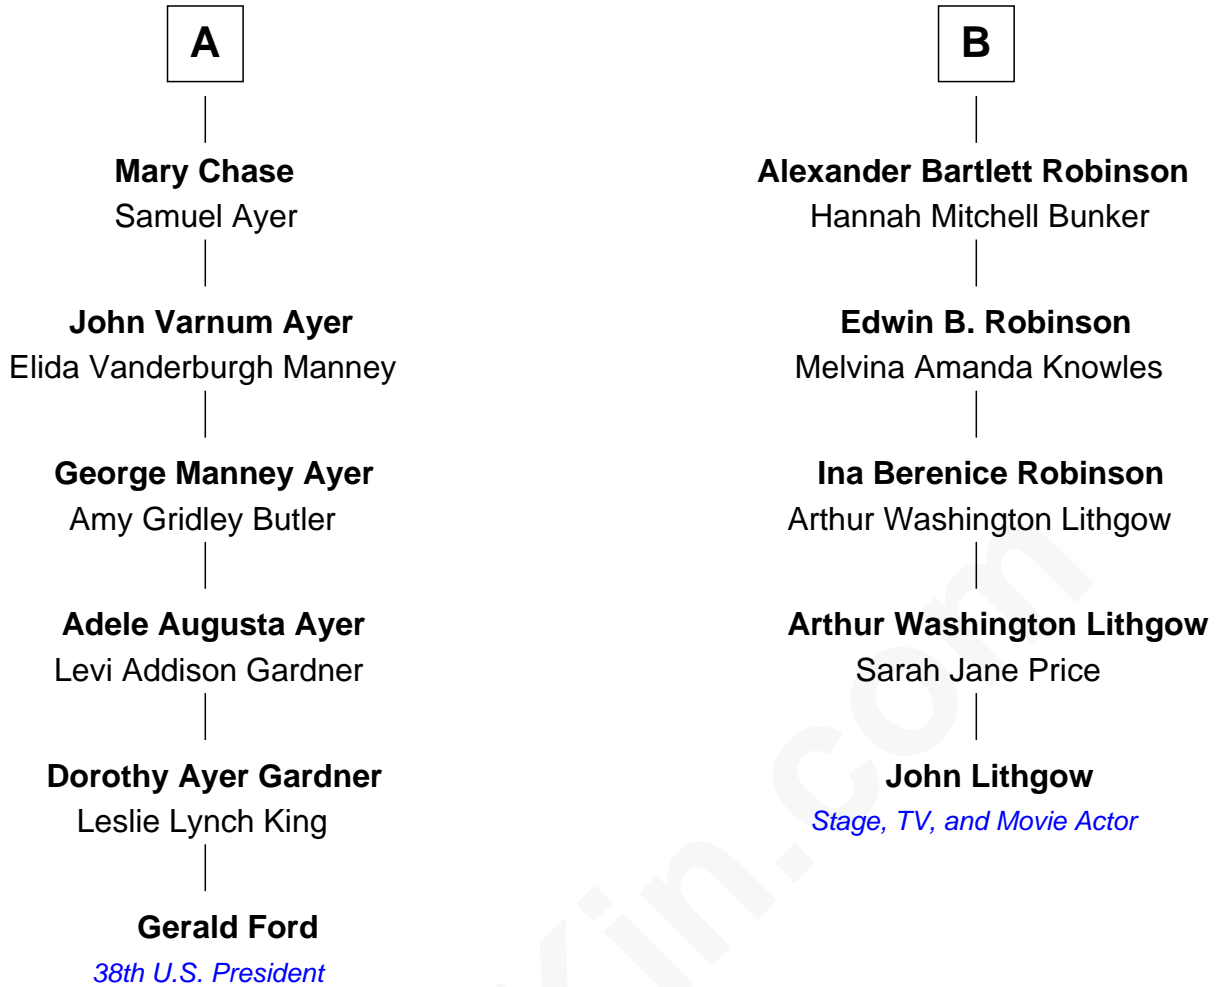 A
Mary Chase
Samuel Ayer
John Varnum Ayer
Elida Vanderburgh Manney
George Manney Ayer
Amy Gridley Butler
Adele Augusta Ayer
Levi Addison Gardner
Dorothy Ayer Gardner
Leslie Lynch King
Gerald Ford
38th U.S. President
B
Alexander Bartlett Robinson
Hannah Mitchell Bunker
Edwin B. Robinson
Melvina Amanda Knowles
Ina Berenice Robinson
Arthur Washington Lithgow
Arthur Washington Lithgow
Sarah Jane Price
John Lithgow
Stage, TV, and Movie Actor